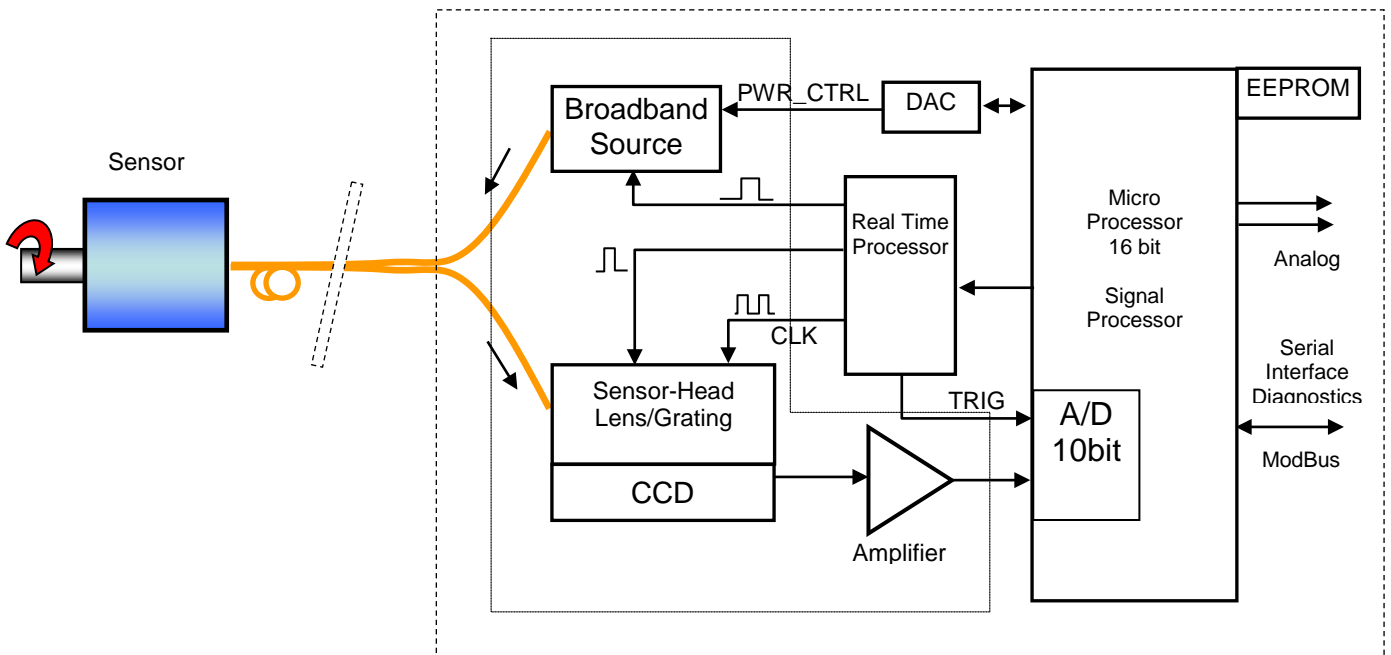 Sensor
Broadband
Source
PWR_CTRL
DAC
EEPROM
Real Time
Processor
Micro
Processor
16 bit
Signal
Processor
Analog
CLK
Serial
Interface
Diagnostics
ModBus
Sensor-Head
Lens/Grating
CCD
TRIG
A/D
10bit
Amplifier